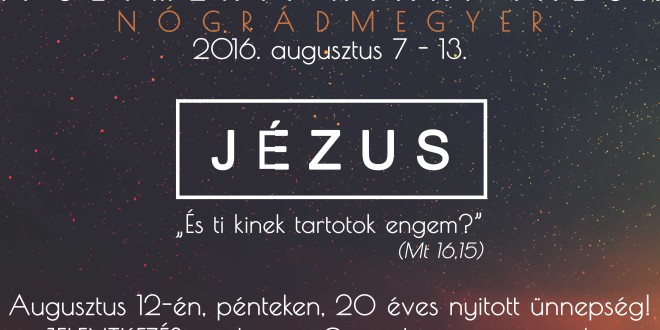 NÓGRÁDMEGYER
2016. augusztus 7 - 13.
JÉZUS
„És ti kinek tartotok engem?”
(Mt 16,15)
Augusztus 12-én, pénteken, 20 éves nyitott ünnepség!
JELENTKEZÉS